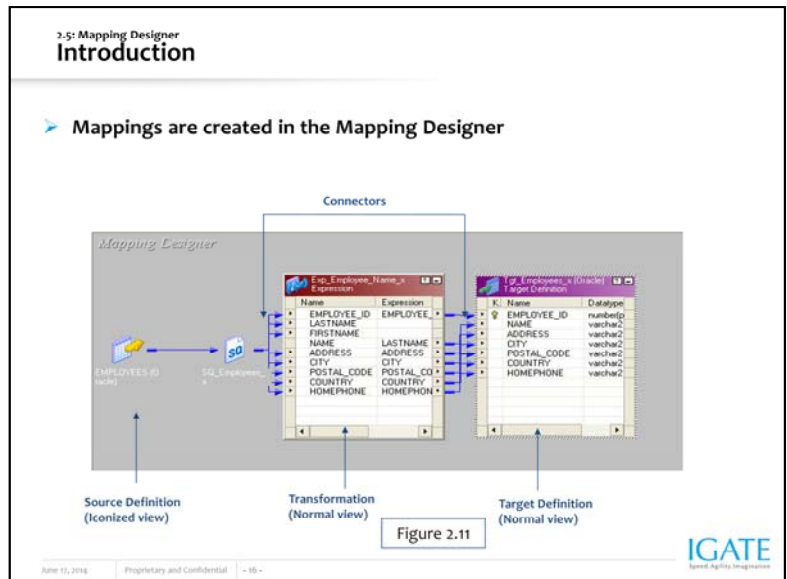 2.5: Mapping Designer
Introduction
➢ Mappings are created in the Mapping Designer
Connectors
Mapping Designer
Exp_Employee_Name_x
Expression
Name Expression
EMPLOYEE_ID EMPLOYEE_
LASTNAME
FIRSTNAME
NAME LASTNAME
ADDRESS ADDRESS
CITY CITY
POSTAL_CODE POSTAL_CO
COUNTRY COUNTRY
HOMEPHONE HOMEPHON
Tgt_Employees_x (Oracle)
Target Definition
K. Name Datatype
EMPLOYEE_ID number(p
NAME varchar2
ADDRESS varchar2
CITY varchar2
POSTAL_CODE varchar2
COUNTRY varchar2
HOMEPHONE varchar2
EMPLOYEES (O
racle)
SQ
SQ_Employees_
x
Source Definition
(Iconized view)
Transformation
(Normal view)
Target Definition
(Normal view)
Figure 2.11
IGATE
Speed.Agility.Imagination
June 17, 2014 Proprietary and Confidential - 16 -